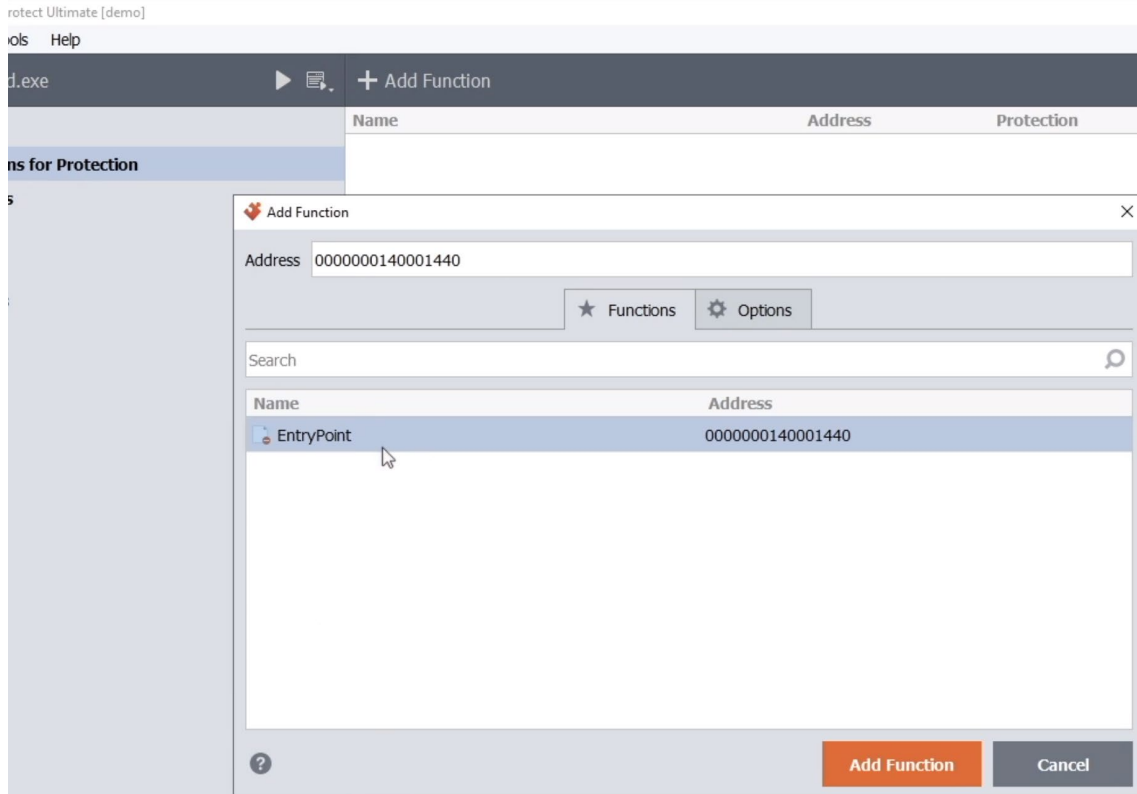 rotect Ultimate [demo]
ools Help
d.exe
Add Function
Name Address Protection
ns for Protection
s
Add Function
Address 0000000140001440
Functions Options
Search
Name Address
EntryPoint 0000000140001440
Add Function Cancel